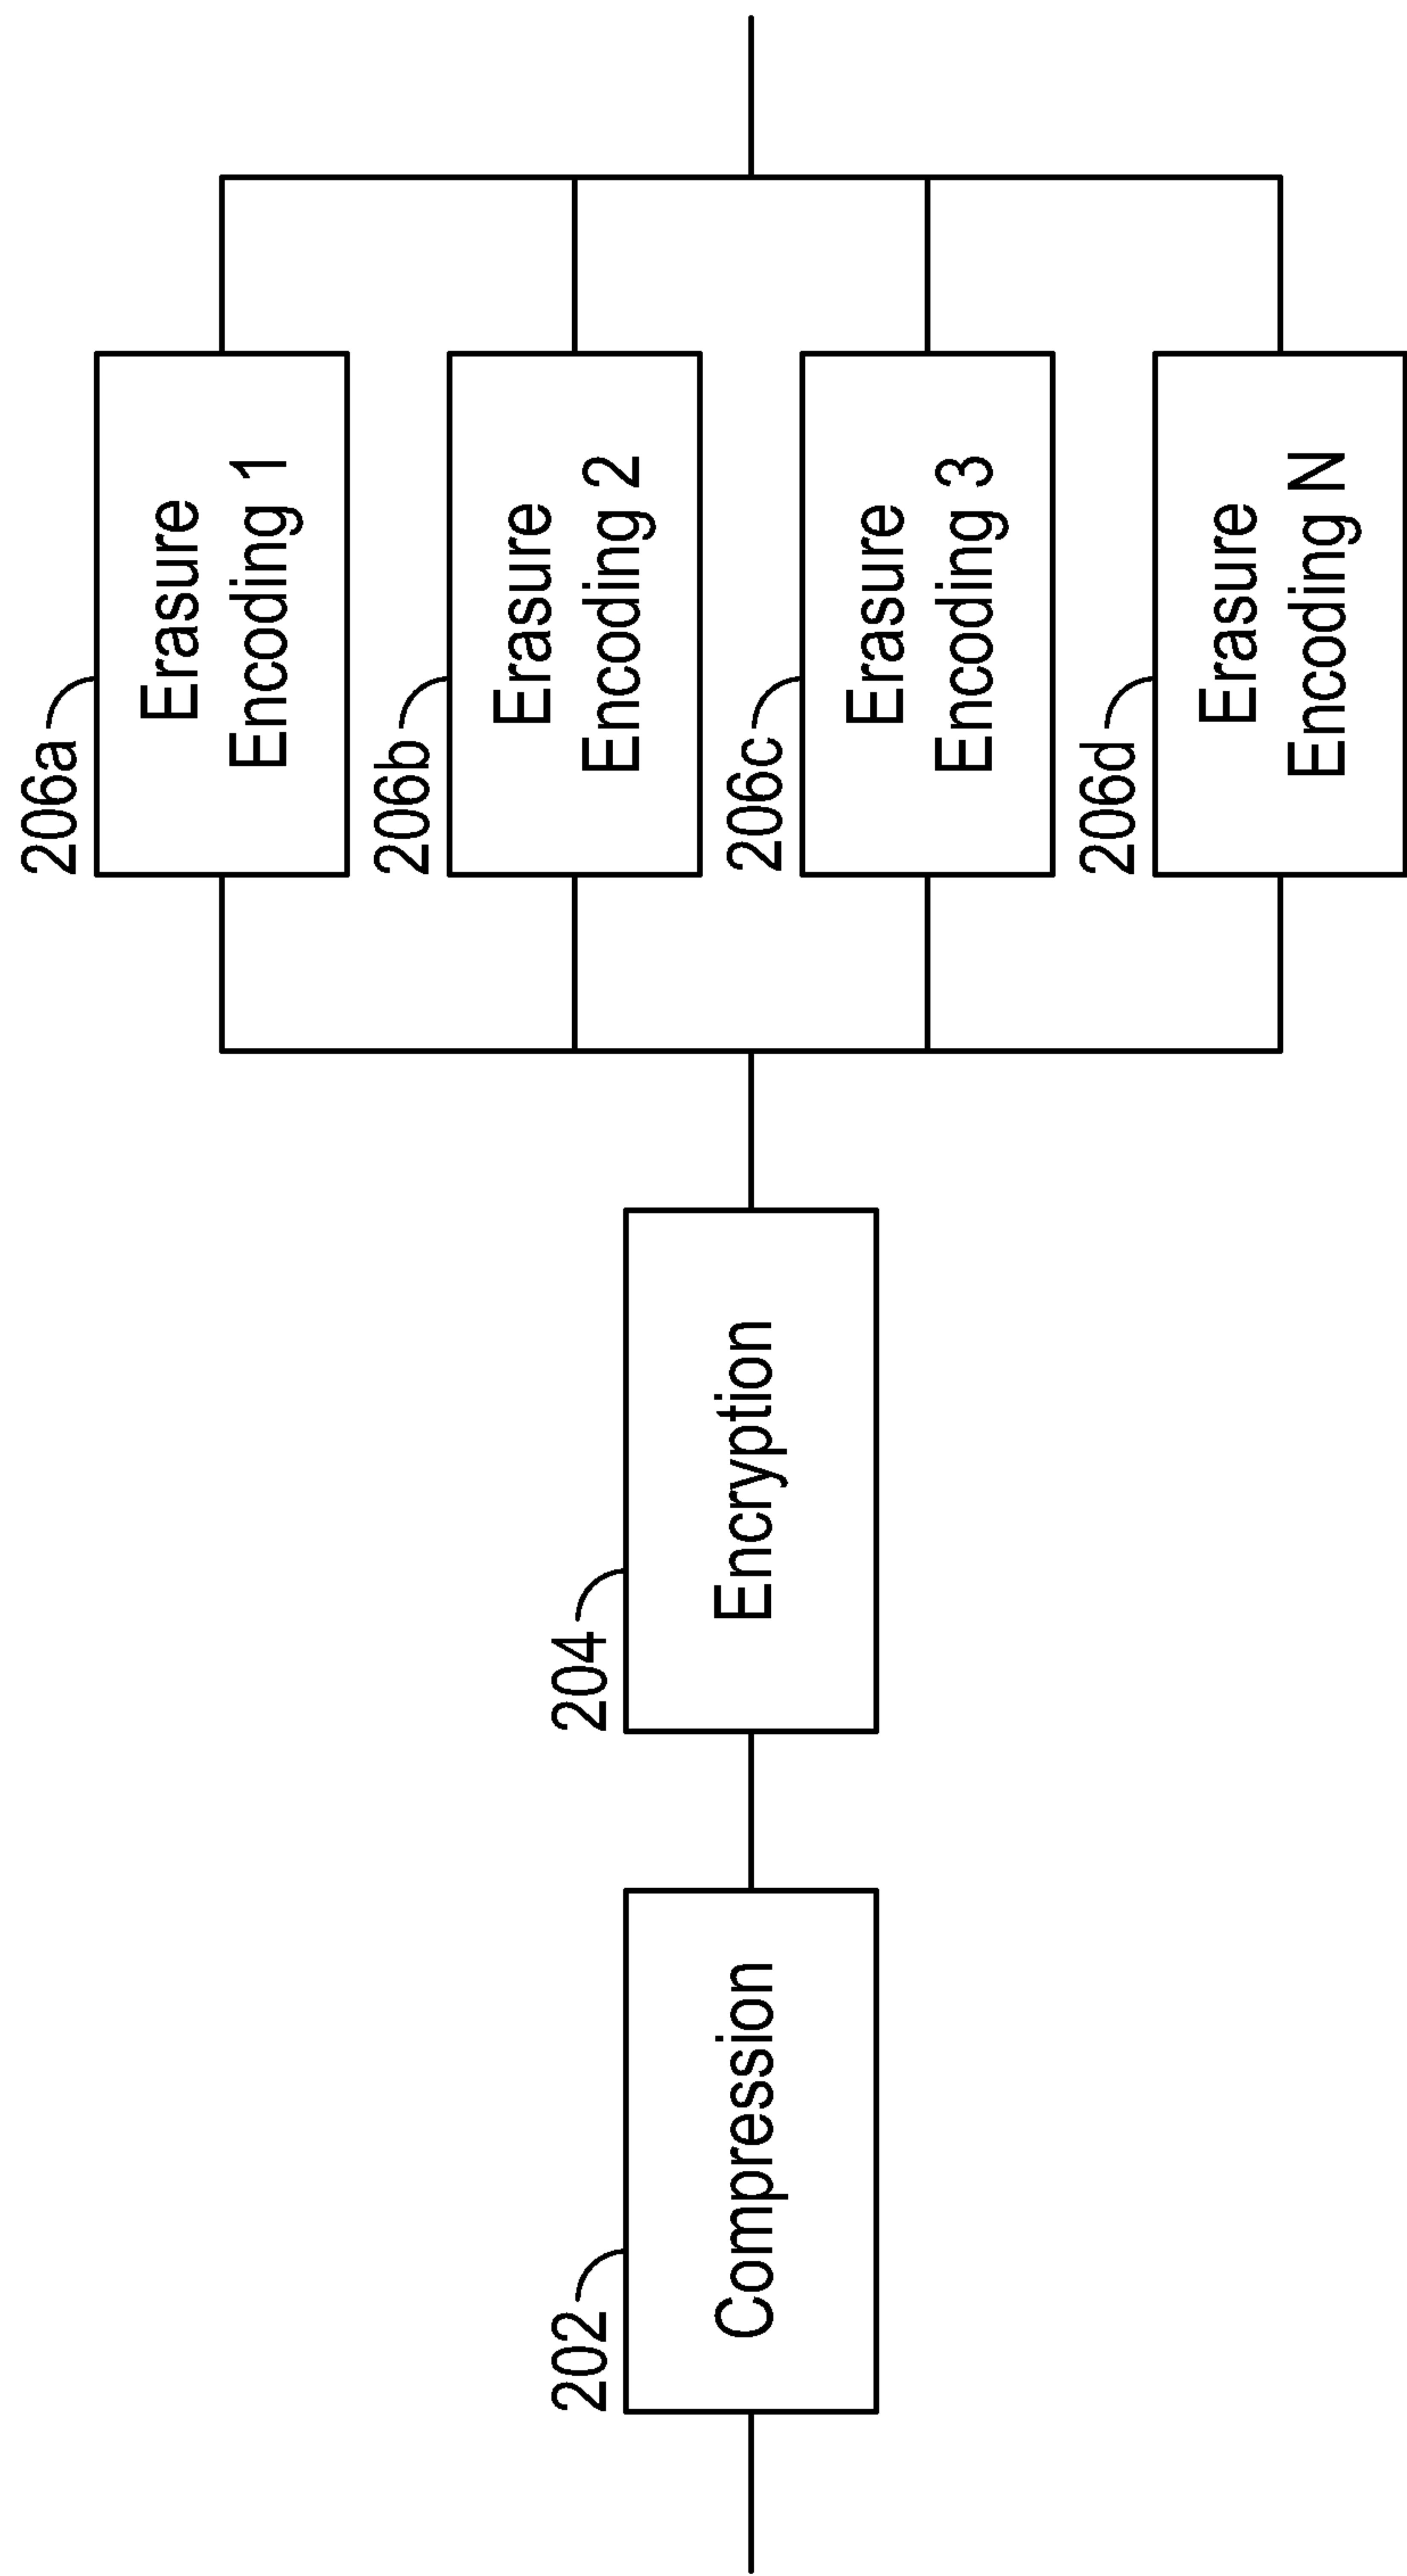 202
Compression
204
Encryption
206a
Erasure
Encoding 1
206b
Erasure
Encoding 2
206c
Erasure
Encoding 3
206d
Erasure
Encoding N